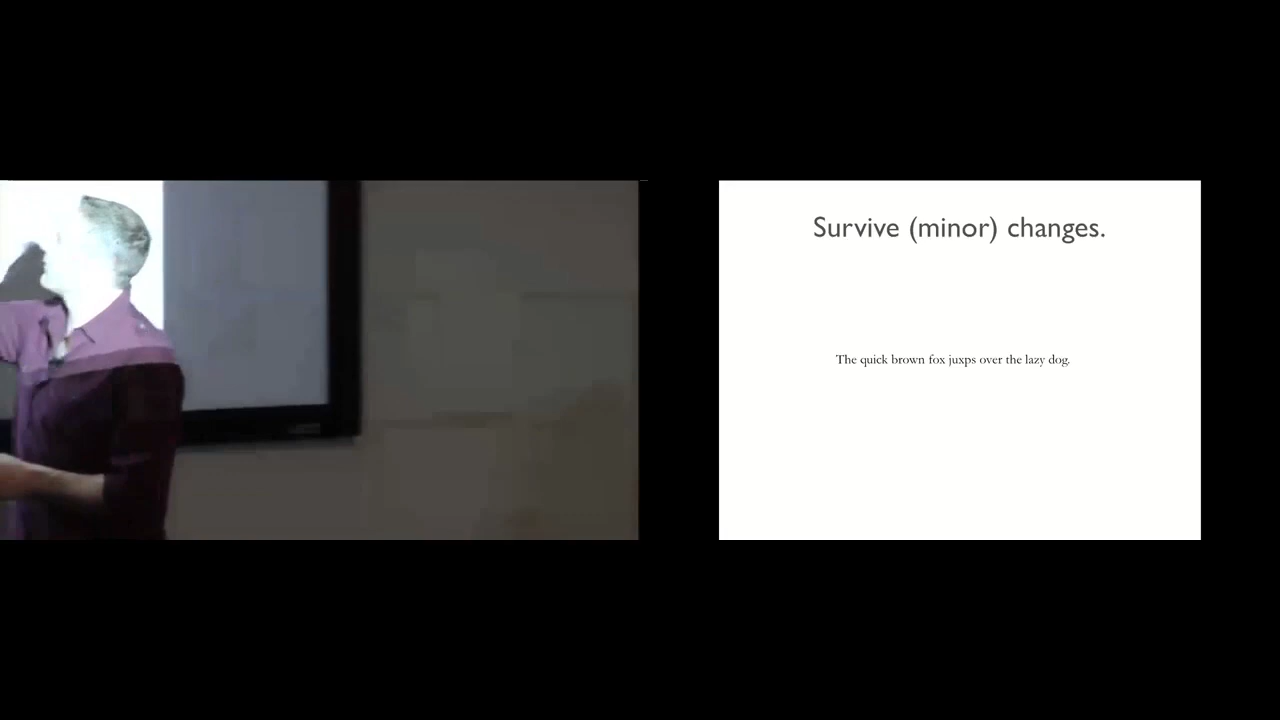 Survive (minor) changes.
The quick brown fox juxps over the lazy dog.